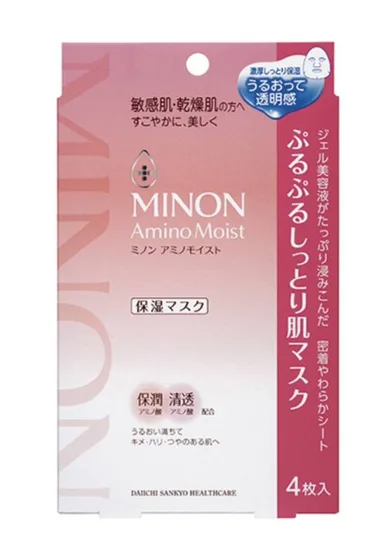 MINON
敏感肌・乾燥肌の方へ
すこやかに、美しく
MINON
Amino Moist
ミノン アミノモイスト
保湿マスク
保潤 清透
アミノ酸 アミノ酸 配合
うるおい満ちて
キメ・ハリ・つやのある肌へ
DAIICHI SANKYO HEALTHCARE
濃厚しっとり保湿
うるおって
透明感
ジェル美容液がたっぷり浸みこんだ 密着やわらかシート
ぷるぷるしっとり肌マスク
4枚入